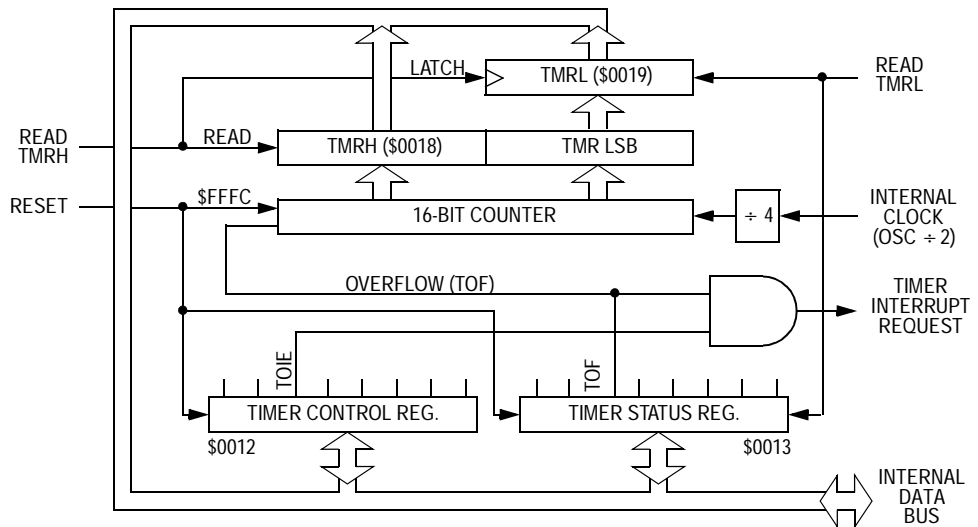 LATCH
TMRL ($0019)
READ
TMRL
READ
TMRH
READ
TMRH ($0018)
TMR LSB
RESET
$FFFC
16-BIT COUNTER
÷ 4
INTERNAL
CLOCK
(OSC ÷ 2)
OVERFLOW (TOF)
TIMER
INTERRUPT
REQUEST
TOIE
TOF
TIMER CONTROL REG.
TIMER STATUS REG.
$0012
$0013
INTERNAL
DATA
BUS